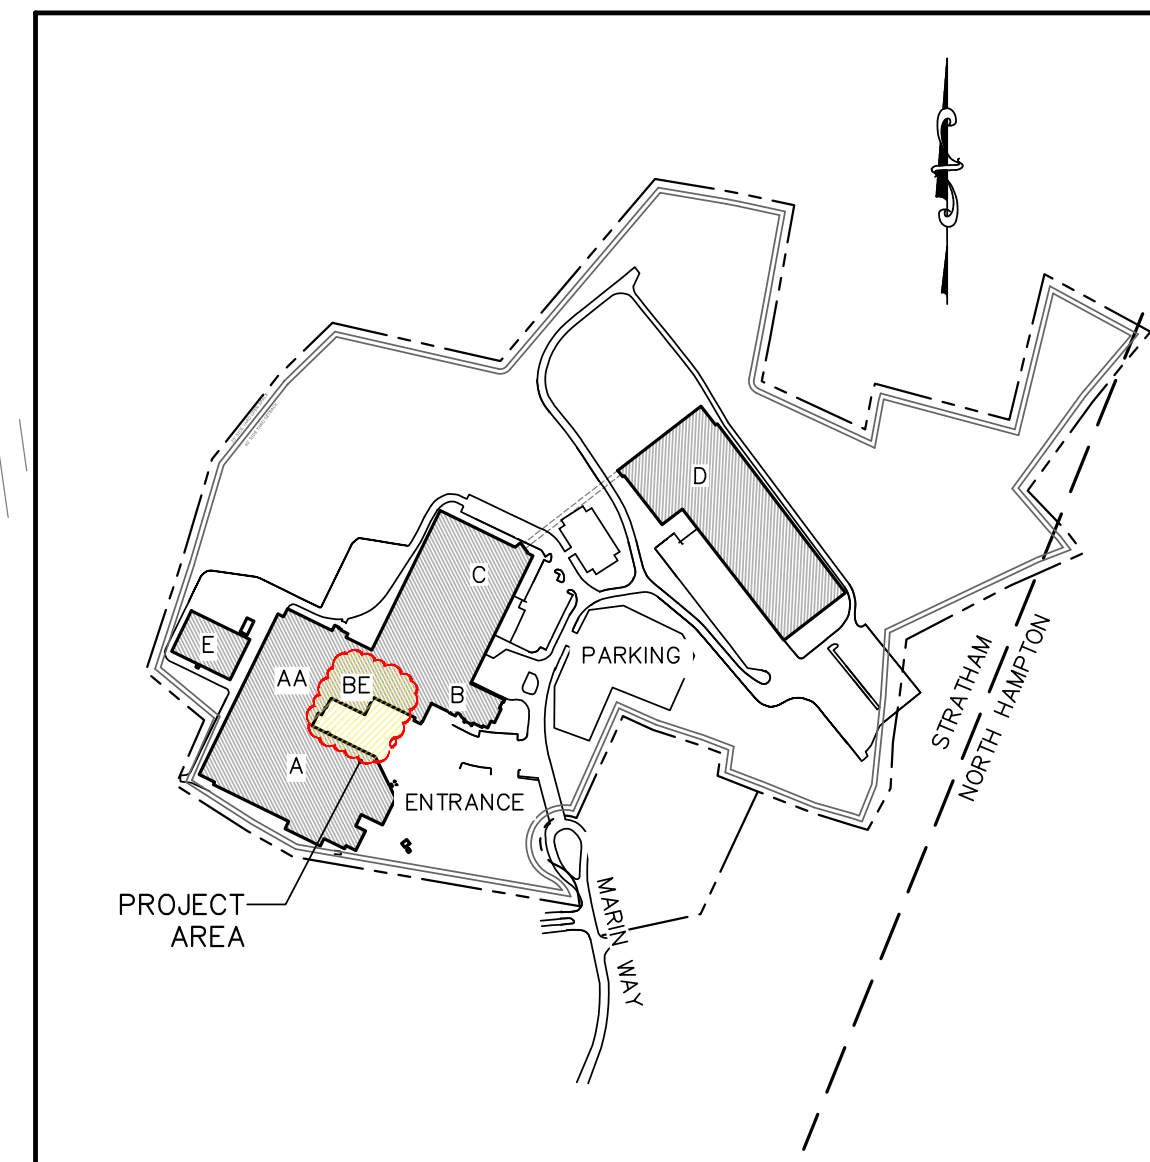 D
C
E
PARKING
AA
BE
B
STRATHAM
NORTH HAMPTON
A
ENTRANCE
PROJECT
AREA
MARIN WAY